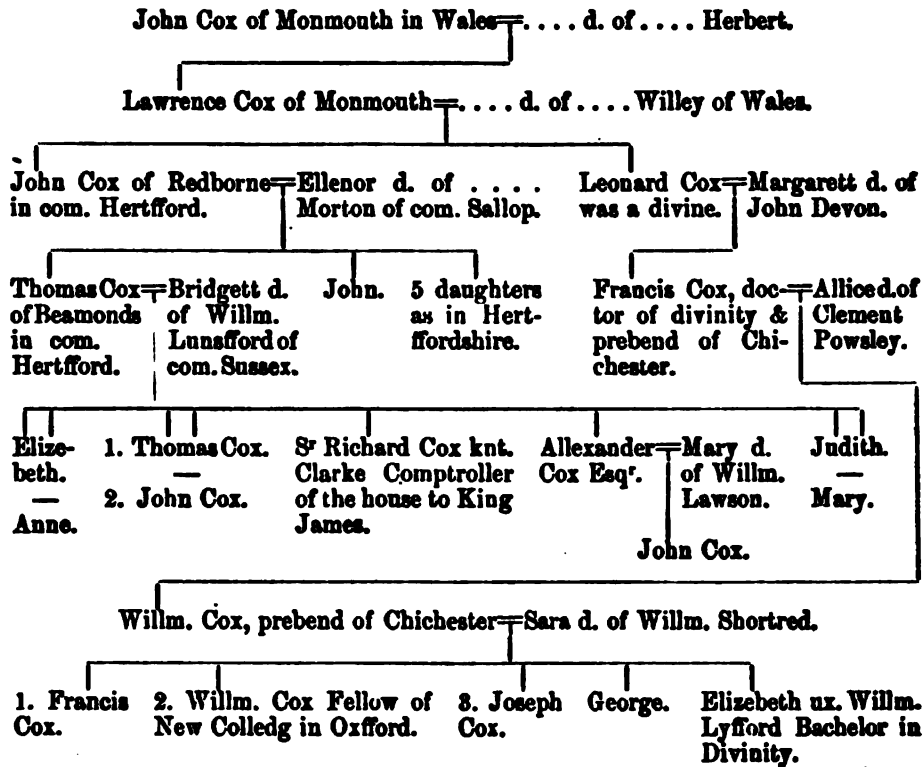 John Cox of Monmouth in Wales=. . . . d. of . . . . Herbert.
Lawrence Cox of Monmouth=. . . . d. of . . . . Willey of Wales.
John Cox of Redborne
in com. Hertfford.
=Ellenor d. of . . . .
Morton of com. Sallop.
Leonard Cox
was a divine.
=Margarett d. of
John Devon.
Thomas Cox
of Beamonds
in com.
Hertfford.
=Bridgett d.
of Willm.
Lunsfford of
com. Sussex.
John.
5 daughters
as in Hert-
ffordshire.
Francis Cox, doc-
tor of divinity &
prebend of Chi-
chester.
=Allice d. of
Clement
Powsley.
Elize-
beth.
—
Anne.
1. Thomas Cox.
—
2. John Cox.
Sr Richard Cox knt.
Clarke Comptroller
of the house to King
James.
Allexander
Cox Esqr.
=Mary d.
of Willm.
Lawson.
Judith.
—
Mary.
John Cox.
Willm. Cox, prebend of Chichester=Sara d. of Willm. Shortred.
1. Francis
Cox.
2. Willm. Cox Fellow of
New Colledg in Oxfford.
3. Joseph
Cox.
George.
Elizebeth ux. Willm.
Lyfford Bachelor in
Divinity.